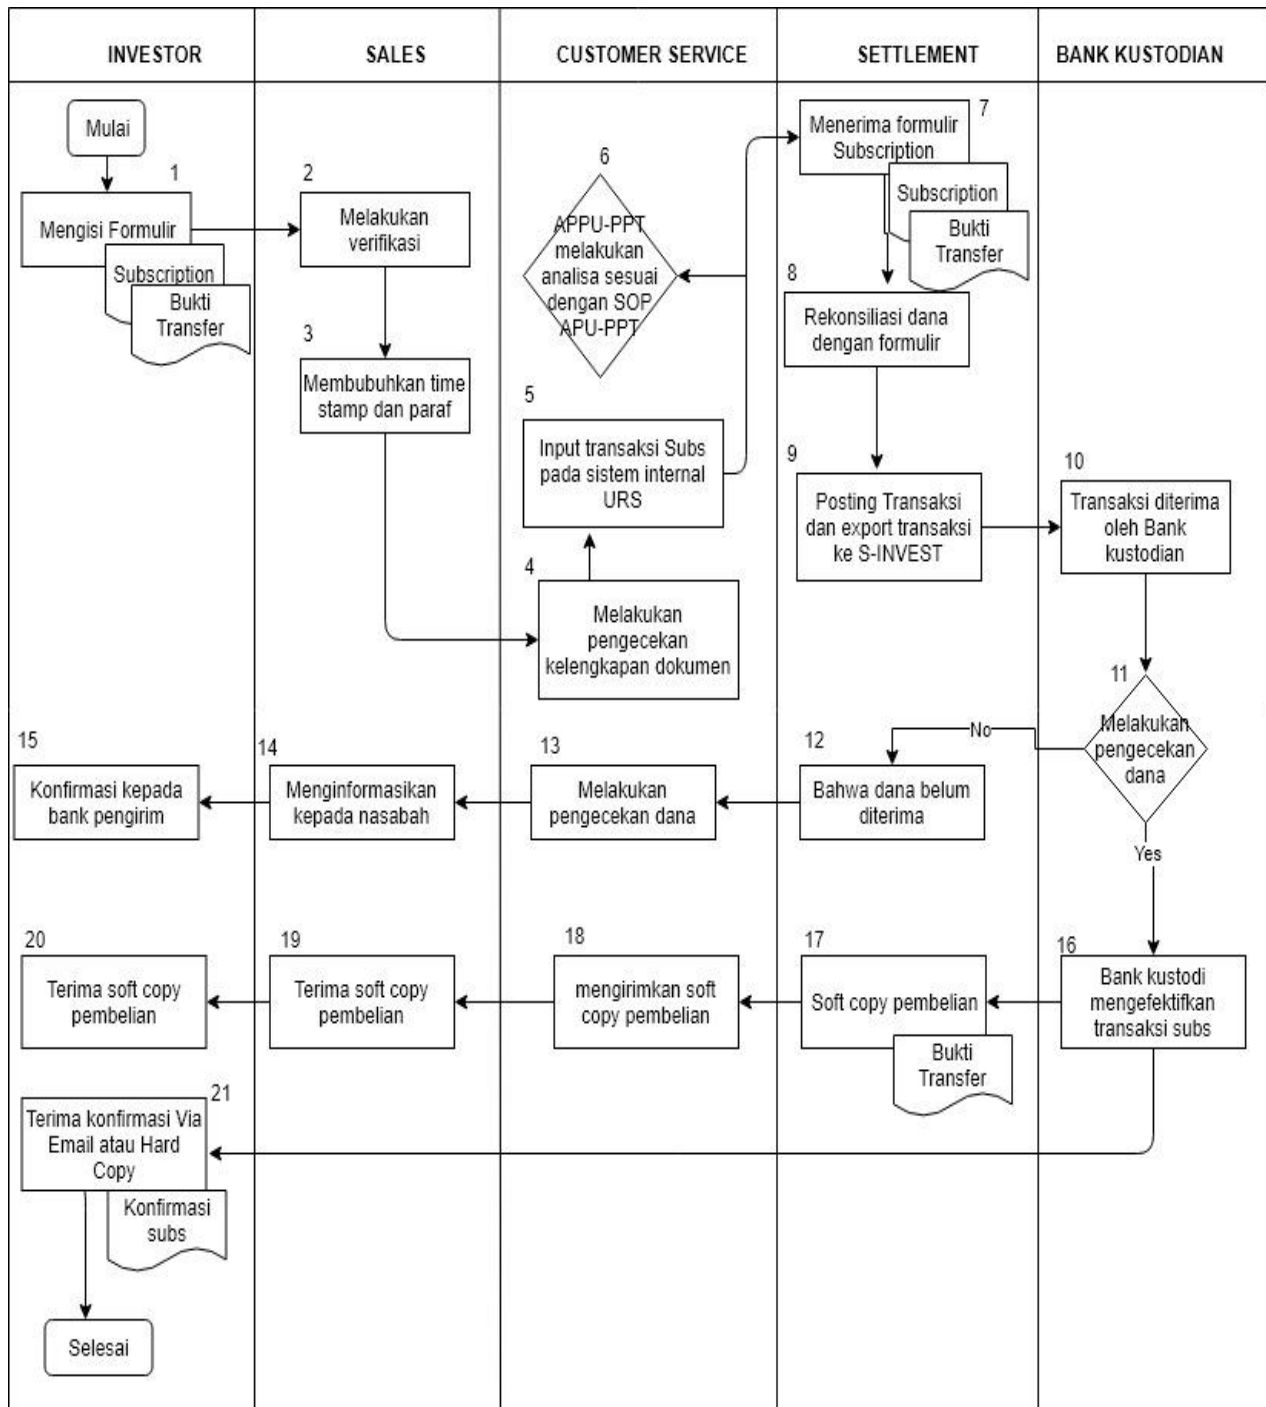 INVESTOR
SALES
CUSTOMER SERVICE
SETTLEMENT
BANK KUSTODIAN
Mulai
1
Mengisi Formulir
Subscription
Bukti
Transfer
2
Melakukan
verifikasi
3
Membubuhkan time
stamp dan paraf
4
Melakukan
pengecekan
kelengkapan dokumen
5
Input transaksi Subs
pada sistem internal
URS
6
APPU-PPT
melakukan
analisa sesuai
dengan SOP
APU-PPT
7
Menerima formulir
Subscription
Subscription
Bukti
Transfer
8
Rekonsiliasi dana
dengan formulir
9
Posting Transaksi
dan export transaksi
ke S-INVEST
10
Transaksi diterima
oleh Bank
kustodian
11
Melakukan
pengecekan
dana
No
Yes
12
Bahwa dana belum
diterima
13
Melakukan
pengecekan dana
14
Menginformasikan
kepada nasabah
15
Konfirmasi kepada
bank pengirim
16
Bank kustodi
mengefektifkan
transaksi subs
17
Soft copy pembelian
Bukti
Transfer
18
mengirimkan soft
copy pembelian
19
Terima soft copy
pembelian
20
Terima soft copy
pembelian
21
Terima konfirmasi Via
Email atau Hard
Copy
Konfirmasi
subs
Selesai